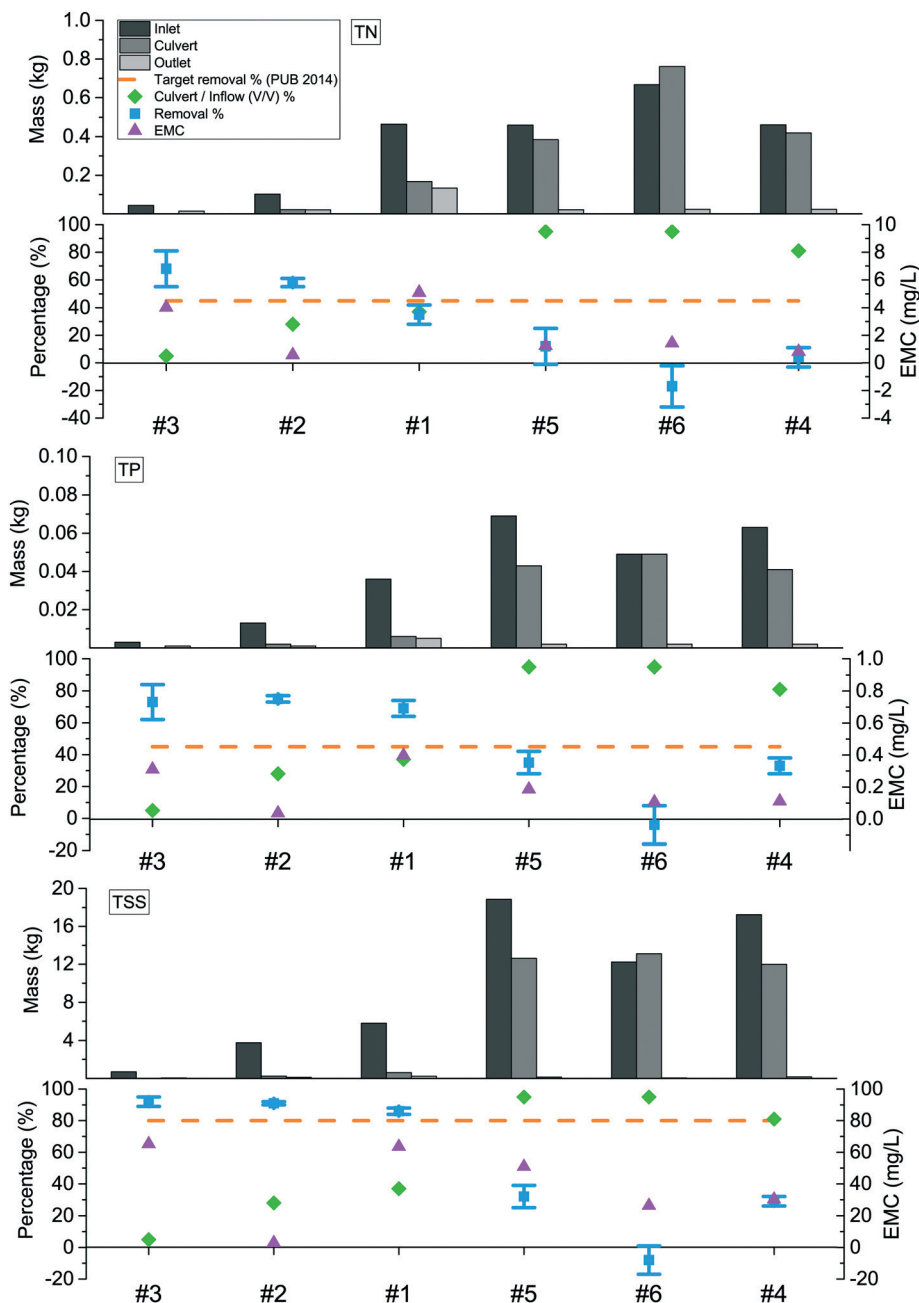 TN
Inlet
Culvert
Outlet
Target removal % (PUB 2014)
Culvert / Inflow (V/V) %
Removal %
EMC
Mass (kg)
1.0
0.8
0.6
0.4
0.2
Percentage (%)
100
80
60
40
20
0
-20
-40
EMC (mg/L)
10
8
6
4
2
0
-2
-4
#3 #2 #1 #5 #6 #4
TP
Mass (kg)
0.10
0.08
0.06
0.04
0.02
Percentage (%)
100
80
60
40
20
0
-20
EMC (mg/L)
1.0
0.8
0.6
0.4
0.2
0.0
#3 #2 #1 #5 #6 #4
TSS
Mass (kg)
20
16
12
8
4
Percentage (%)
100
80
60
40
20
0
-20
EMC (mg/L)
100
80
60
40
20
0
-20
#3 #2 #1 #5 #6 #4